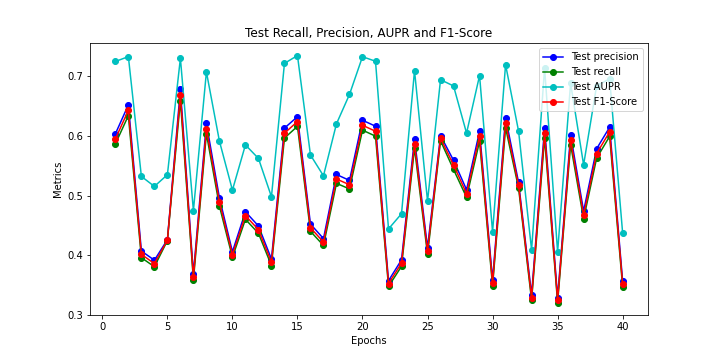 Test Recall, Precision, AUPR and F1-Score
Test precision
Test recall
Test AUPR
Test F1-Score
Metrics
0.7
0.6
0.5
0.4
0.3
0 5 10 15 20 25 30 35 40
Epochs